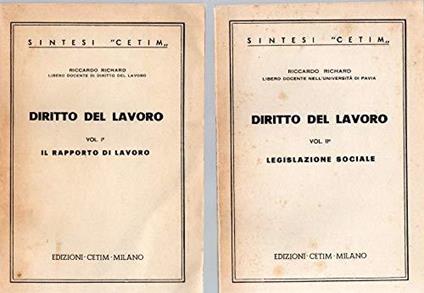 SINTESI "CETIM„
RICCARDO RICHARD
LIBERO DOCENTE DI DIRITTO DEL LAVORO
DIRITTO DEL LAVORO
VOL. I°
IL RAPPORTO DI LAVORO
EDIZIONI · CETIM · MILANO
SINTESI "CETIM„
RICCARDO RICHARD
LIBERO DOCENTE NELL'UNIVERSITÀ DI PAVIA
DIRITTO DEL LAVORO
VOL. II°
LEGISLAZIONE SOCIALE
EDIZIONI · CETIM · MILANO